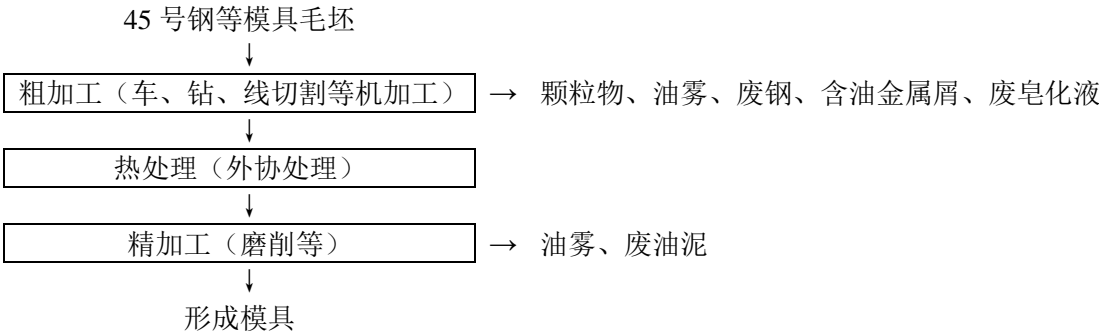 45 号钢等模具毛坯
↓
粗加工（车、钻、线切割等机加工） → 颗粒物、油雾、废钢、含油金属屑、废皂化液
↓
热处理（外协处理）
↓
精加工（磨削等） → 油雾、废油泥
↓
形成模具